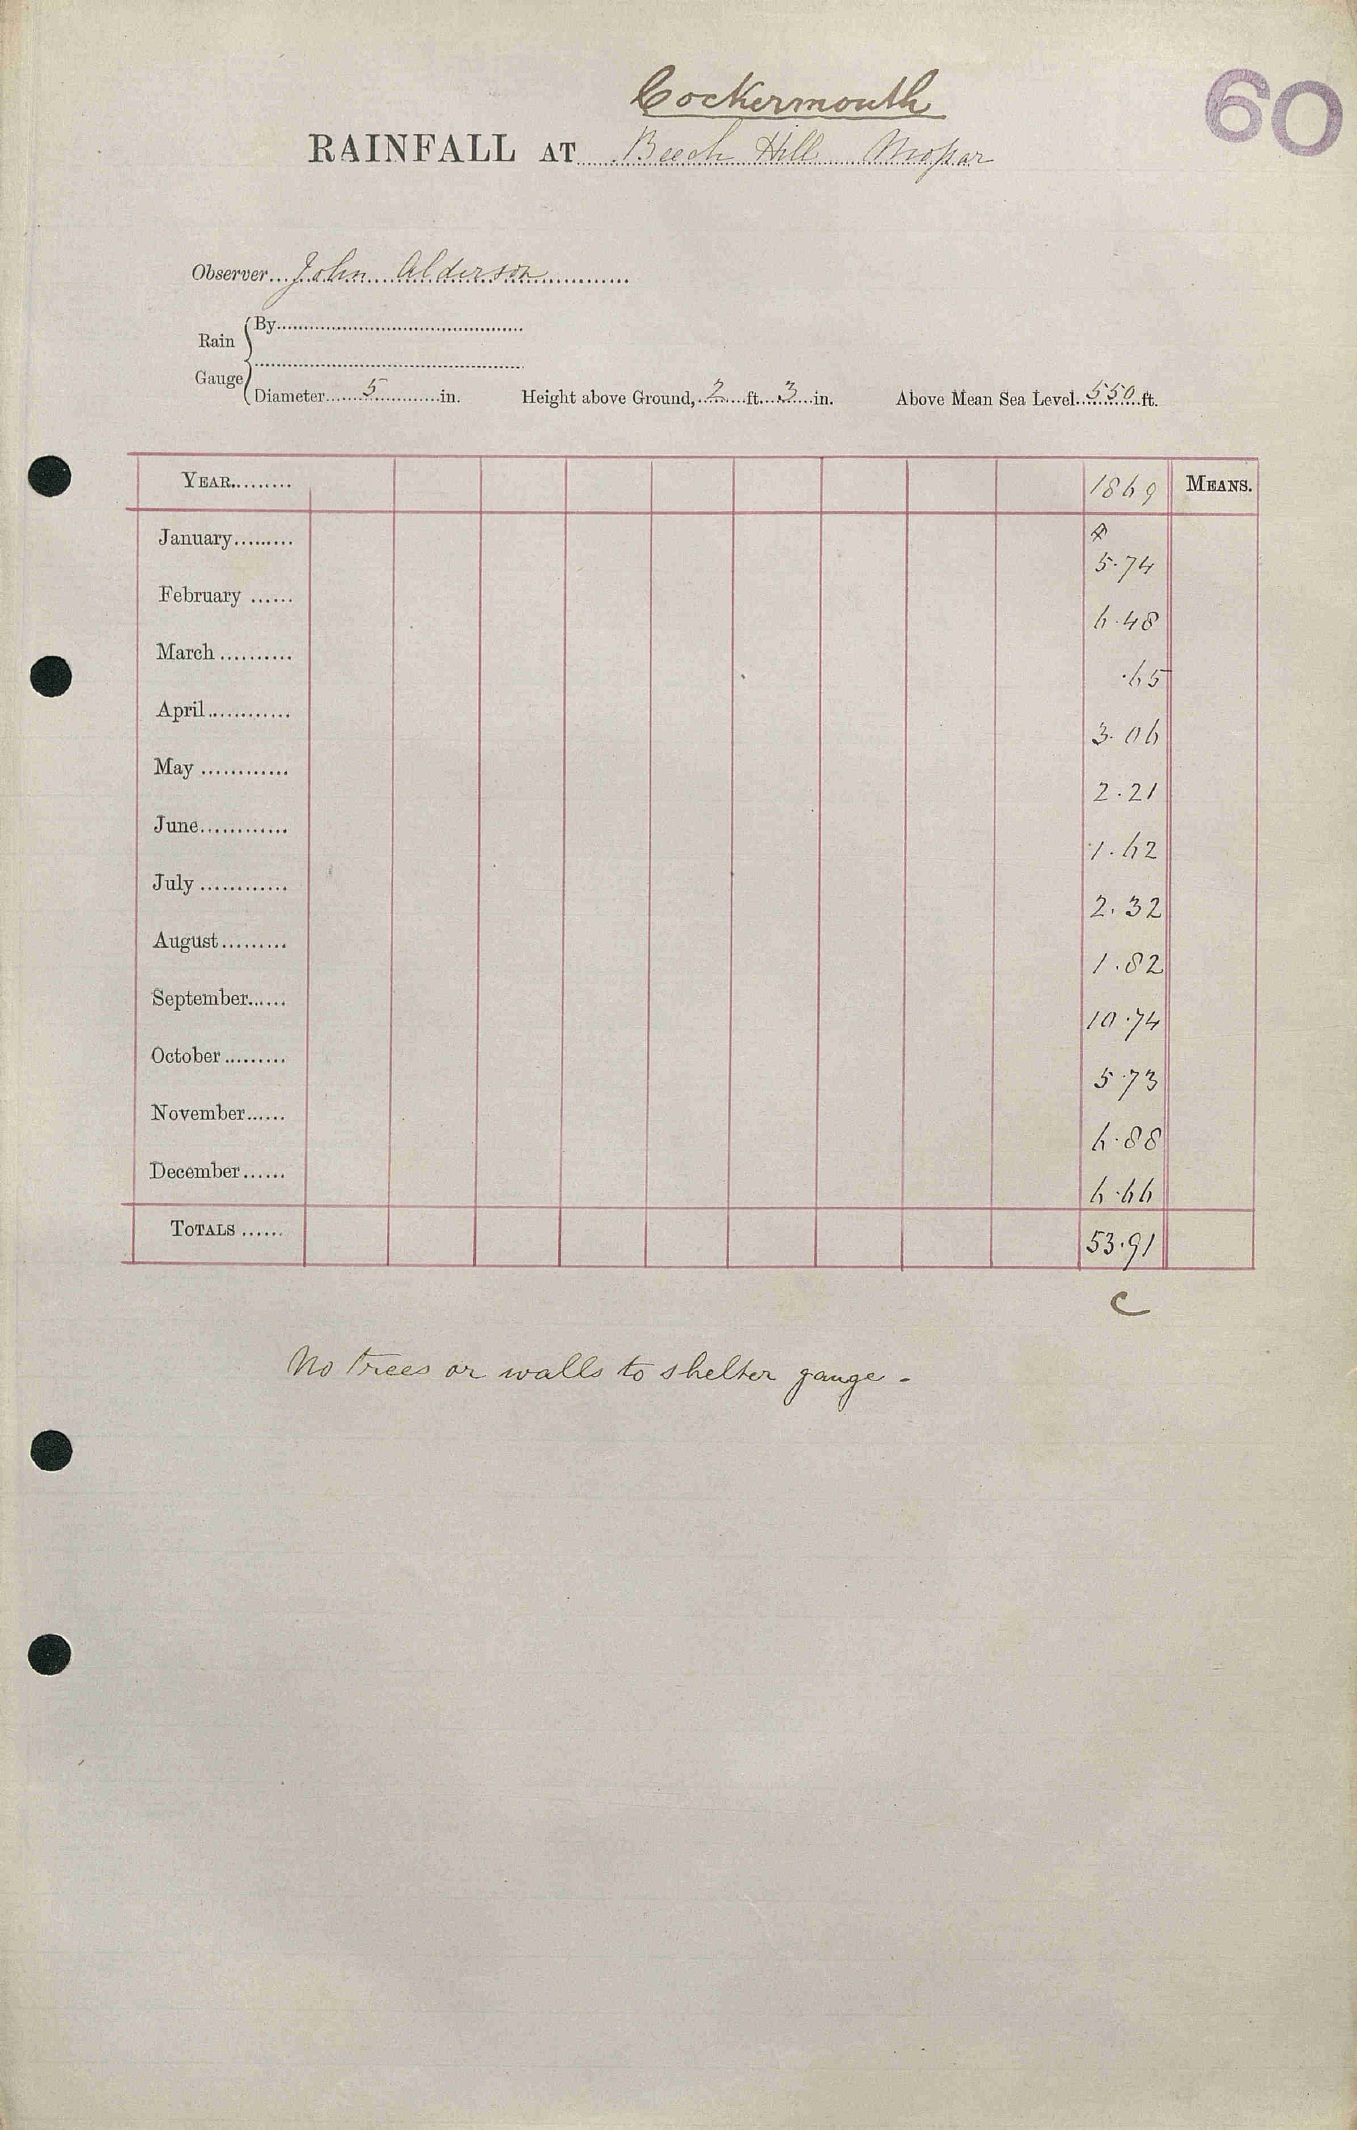 60
Cockermouth
RAINFALL AT Beech Hill Mopar
Observer John Alderson
Rain Gauge
By
Diameter 5 in. Height above Ground, 2 ft. 3 in. Above Mean Sea Level 550 ft.
YEAR 1869 MEANS.
January 5.74
February 6.48
March .65
April 3.06
May 2.21
June 1.62
July 2.32
August 1.82
September 10.74
October 5.73
November 6.88
December 6.66
TOTALS 53.91
C
No trees or walls to shelter gauge -